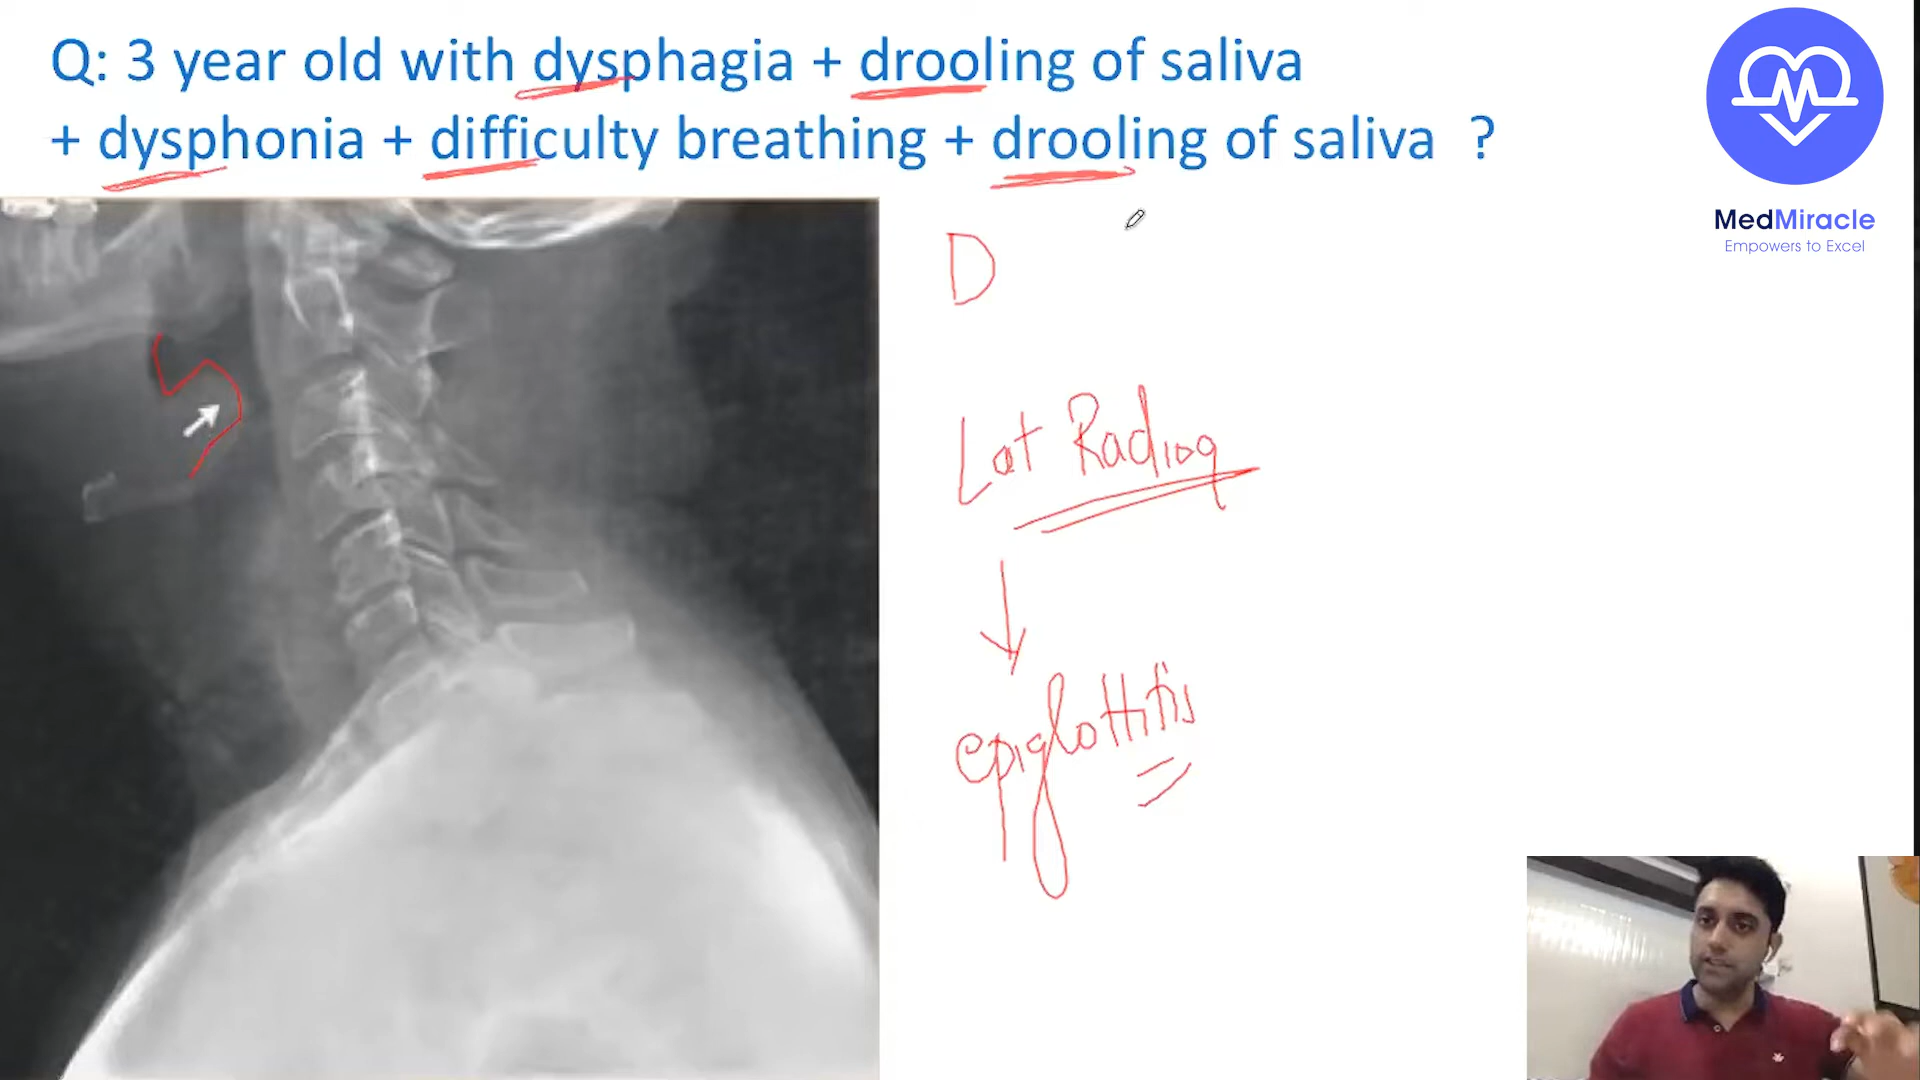 Q: 3 year old with dysphagia + drooling of saliva
+ dysphonia + difficulty breathing + drooling of saliva ?
MedMiracle
Empowers to Excel
D
Lat Radiog
epiglottitis